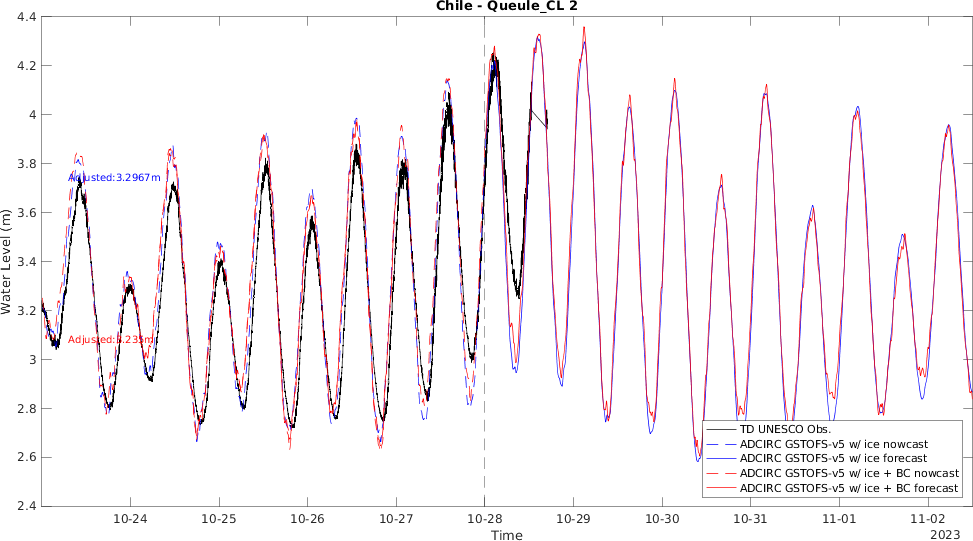 Chile - Queule_CL 2
4.4
4.2
4
3.8
3.6
3.4
3.2
3
2.8
2.6
2.4
Water Level (m)
Adjusted:3.2967m
Adjusted:3.235m
TD UNESCO Obs.
ADCIRC GSTOFS-v5 w/ ice nowcast
ADCIRC GSTOFS-v5 w/ ice forecast
ADCIRC GSTOFS-v5 w/ ice + BC nowcast
ADCIRC GSTOFS-v5 w/ ice + BC forecast
10-24 10-25 10-26 10-27 10-28 10-29 10-30 10-31 11-01 11-02
Time 2023